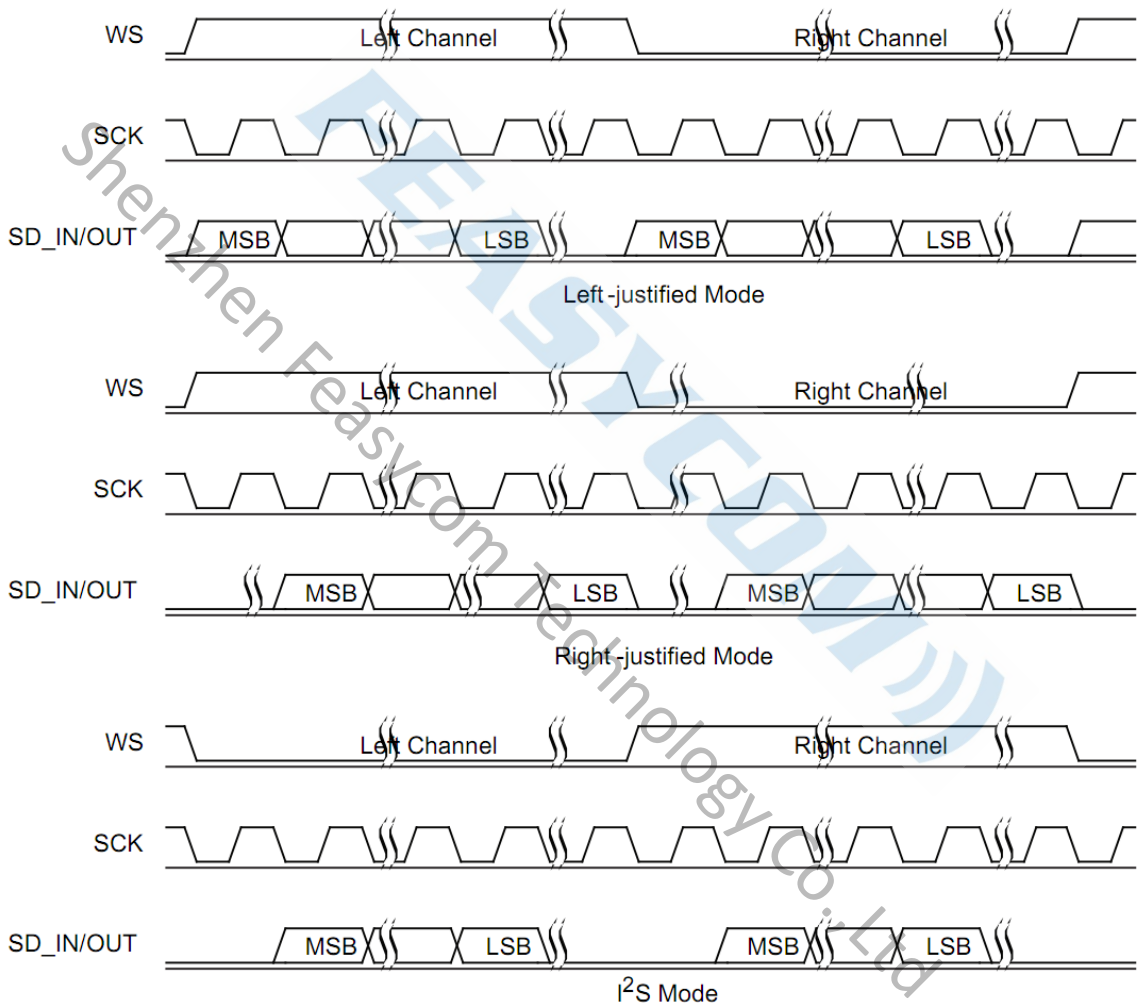 WS Left Channel Right Channel
SCK
SD_IN/OUT MSB LSB MSB LSB
Left-justified Mode
WS Left Channel Right Channel
SCK
SD_IN/OUT MSB LSB MSB LSB
Right-justified Mode
WS Left Channel Right Channel
SCK
SD_IN/OUT MSB LSB MSB LSB
I²S Mode
Shenzhen Feasycom Technology Co.,Ltd
FEASYCOM